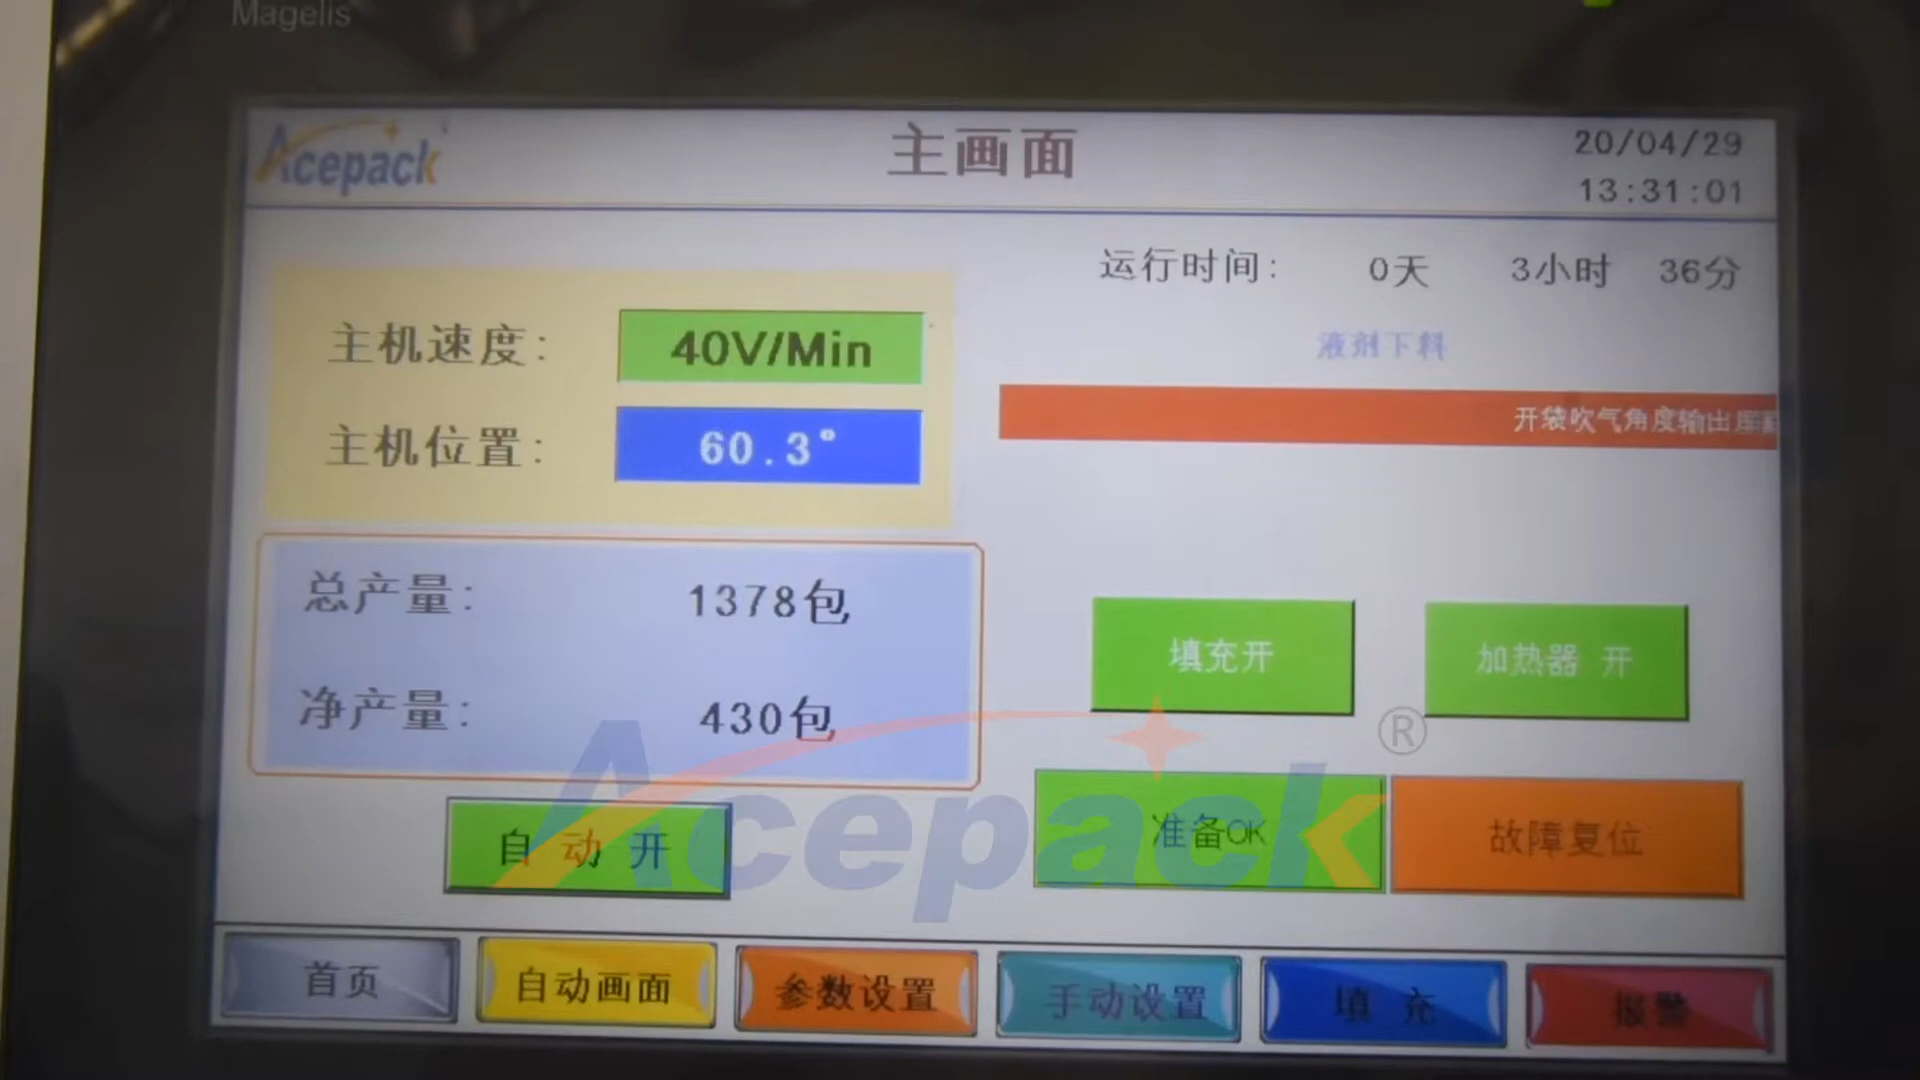 Magelis
Acepack
主画面
20/04/29
13:31:01
运行时间: 0天 3小时 36分
液剂下料
主机速度: 40V/Min
开袋吹气角度输出屏蔽
主机位置: 60.3°
总产量: 1378包
净产量: 430包
填充开
加热器 开
Acepack®
自 动 开
准备OK
故障复位
首页
自动画面
参数设置
手动设置
填 充
报警